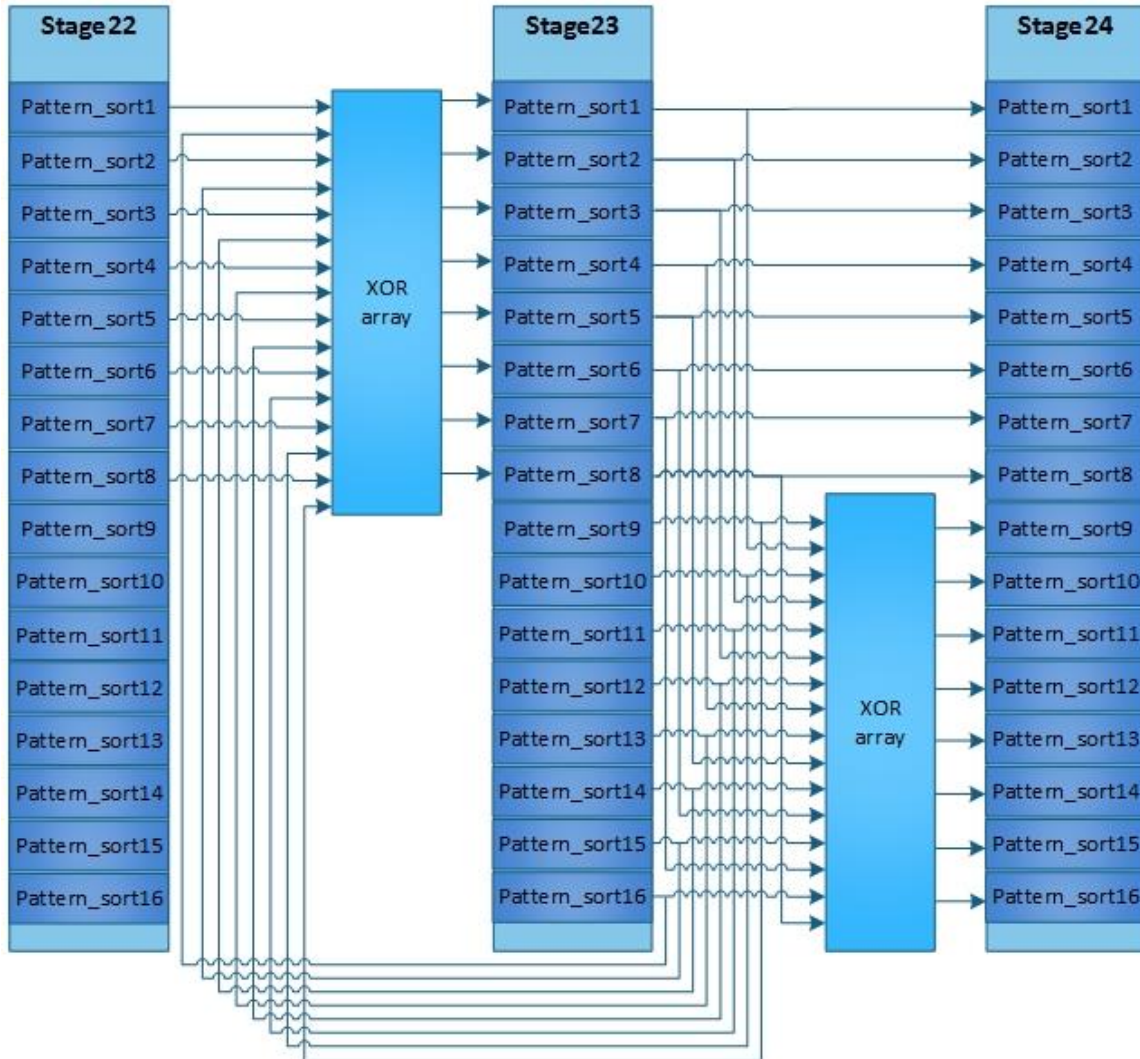 Stage22
Stage23
Stage24
Pattern_sort1
Pattern_sort1
Pattern_sort1
Pattern_sort2
Pattern_sort2
Pattern_sort2
Pattern_sort3
Pattern_sort3
Pattern_sort3
Pattern_sort4
Pattern_sort4
Pattern_sort4
XOR
array
Pattern_sort5
Pattern_sort5
Pattern_sort5
Pattern_sort6
Pattern_sort6
Pattern_sort6
Pattern_sort7
Pattern_sort7
Pattern_sort7
Pattern_sort8
Pattern_sort8
Pattern_sort8
Pattern_sort9
Pattern_sort9
Pattern_sort9
Pattern_sort10
Pattern_sort10
Pattern_sort10
Pattern_sort11
Pattern_sort11
Pattern_sort11
Pattern_sort12
Pattern_sort12
Pattern_sort12
XOR
array
Pattern_sort13
Pattern_sort13
Pattern_sort13
Pattern_sort14
Pattern_sort14
Pattern_sort14
Pattern_sort15
Pattern_sort15
Pattern_sort15
Pattern_sort16
Pattern_sort16
Pattern_sort16